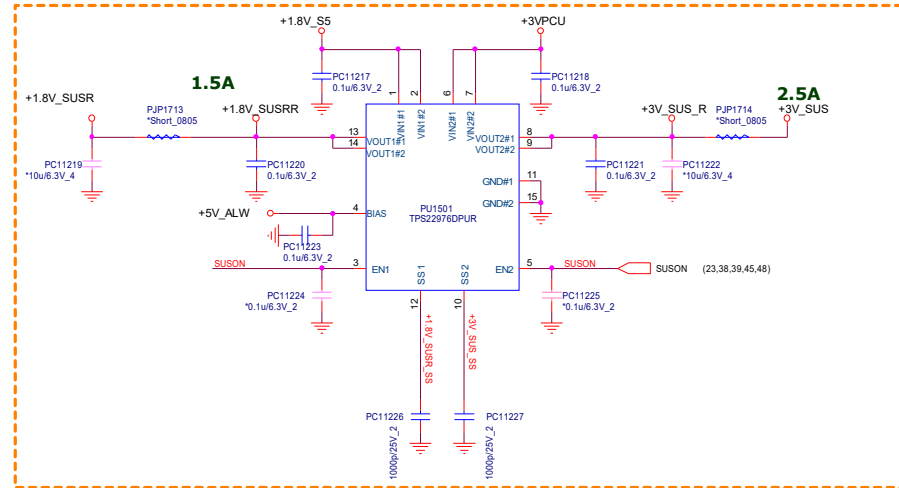 +1.8V_S5
+3VPCU
PC11217
0.1u/6.3V_2
PC11218
0.1u/6.3V_2
1.5A
2.5A
+1.8V_SUSR
PJP1713
*Short_0805
+1.8V_SUSRR
+3V_SUS_R
PJP1714
*Short_0805
+3V_SUS
1
2
6
7
VIN1#1
VIN1#2
VIN2#1
VIN2#2
13
14
VOUT1#1
VOUT1#2
VOUT2#1
VOUT2#2
8
9
PC11219
*10u/6.3V_4
PC11220
0.1u/6.3V_2
PC11221
0.1u/6.3V_2
PC11222
*10u/6.3V_4
GND#1
11
GND#2
15
+5V_ALW
4
BIAS
PU1501
TPS22976DPUR
PC11223
0.1u/6.3V_2
SUSON
3
EN1
SS1
SS2
EN2
5
SUSON
SUSON
(23,38,39,45,48)
PC11224
*0.1u/6.3V_2
PC11225
*0.1u/6.3V_2
12
10
+1.8V_SUSR_SS
+3V_SUS_SS
PC11226
1000p/25V_2
PC11227
1000p/25V_2